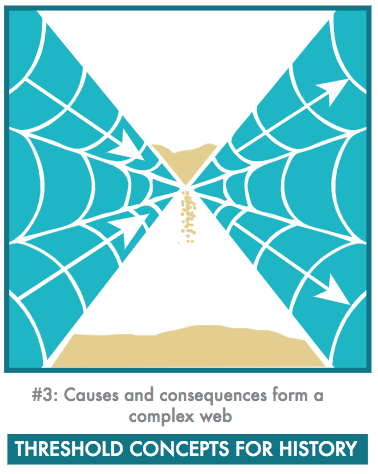 #3: Causes and consequences form a
complex web
THRESHOLD CONCEPTS FOR HISTORY